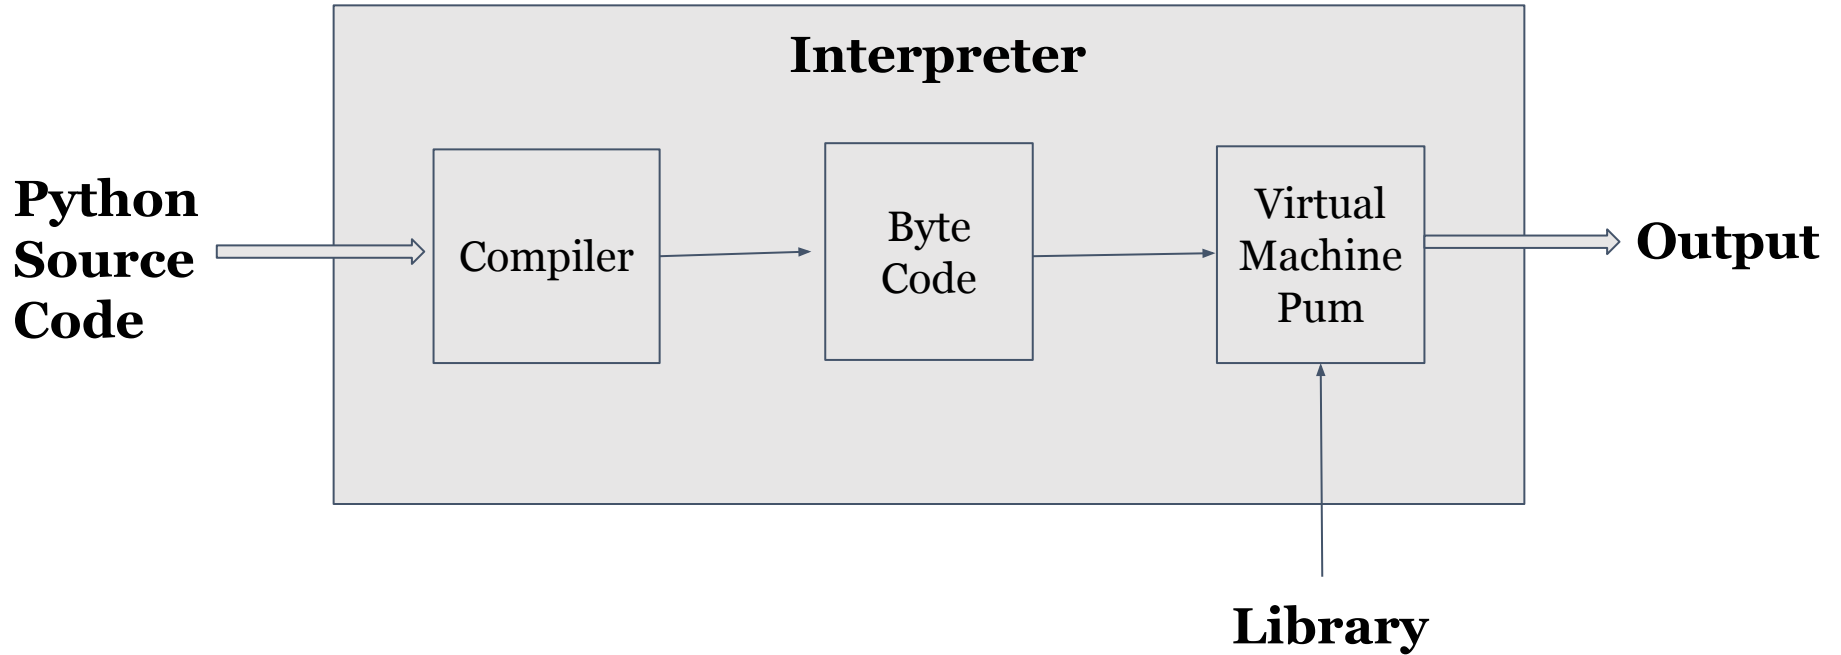 Interpreter
Python
Source
Code
Compiler
Byte
Code
Virtual
Machine
Pum
Output
Library